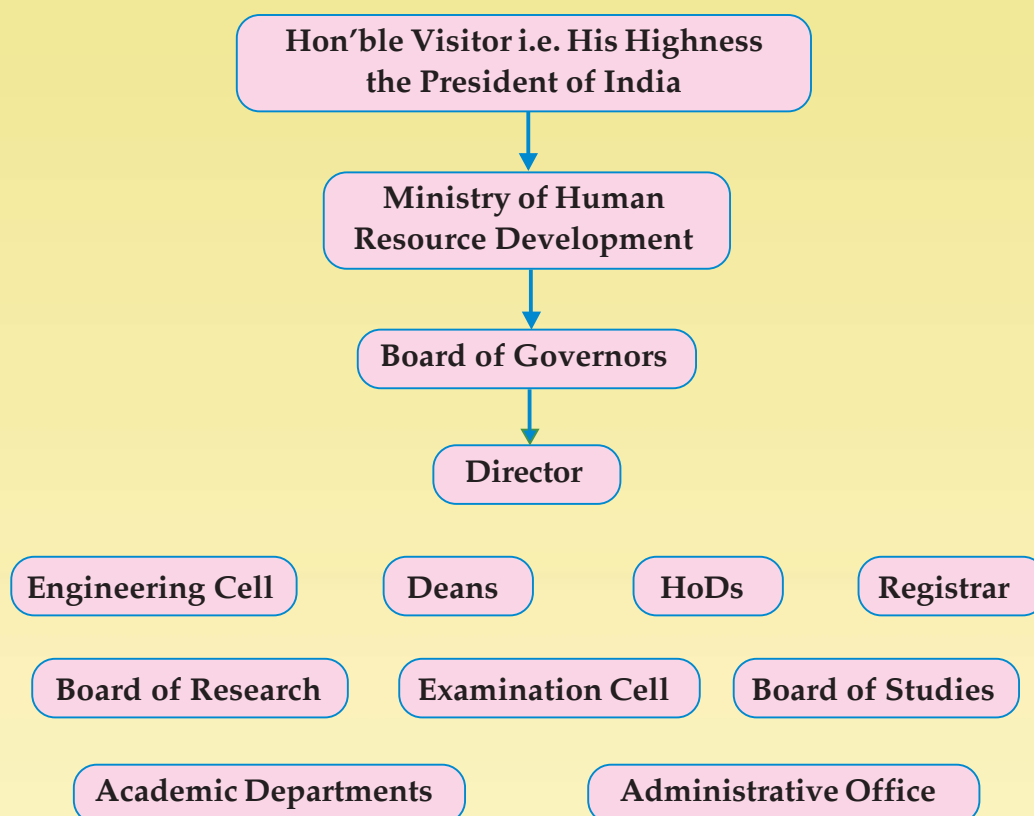 Hon’ble Visitor i.e. His Highness
the President of India
Ministry of Human
Resource Development
Board of Governors
Director
Engineering Cell
Deans
HoDs
Registrar
Board of Research
Examination Cell
Board of Studies
Academic Departments
Administrative Office